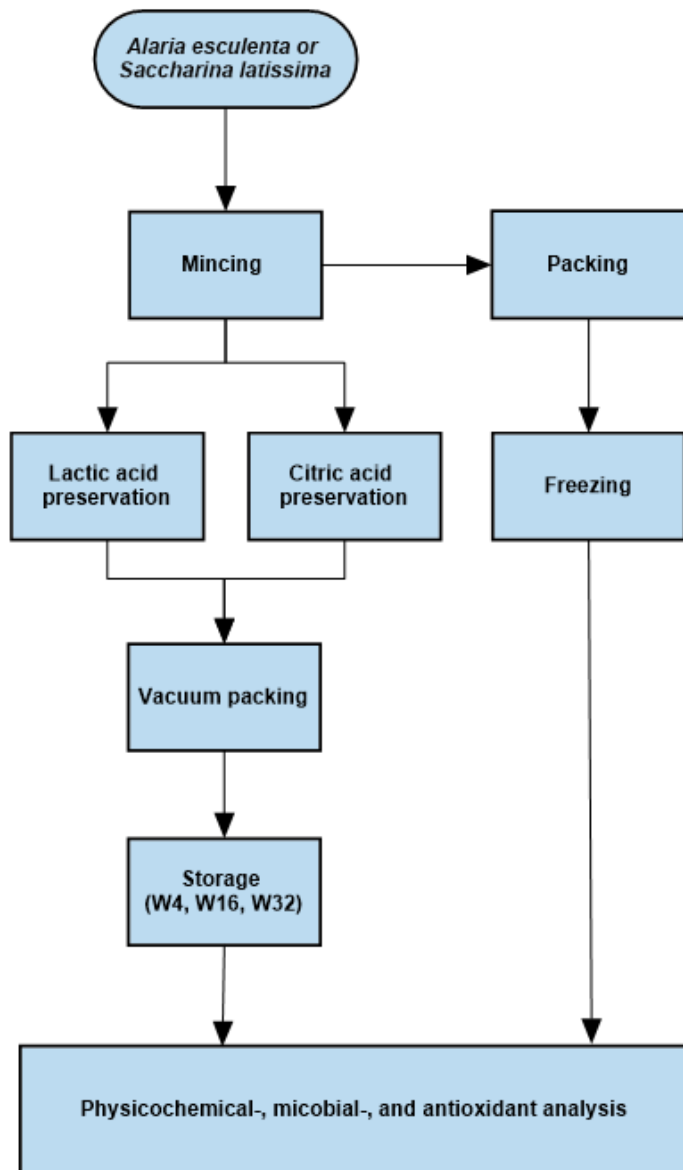 Alaria esculenta or
Saccharina latissima
Mincing
Packing
Lactic acid
preservation
Citric acid
preservation
Freezing
Vacuum packing
Storage
(W4, W16, W32)
Physicochemical-, micobial-, and antioxidant analysis